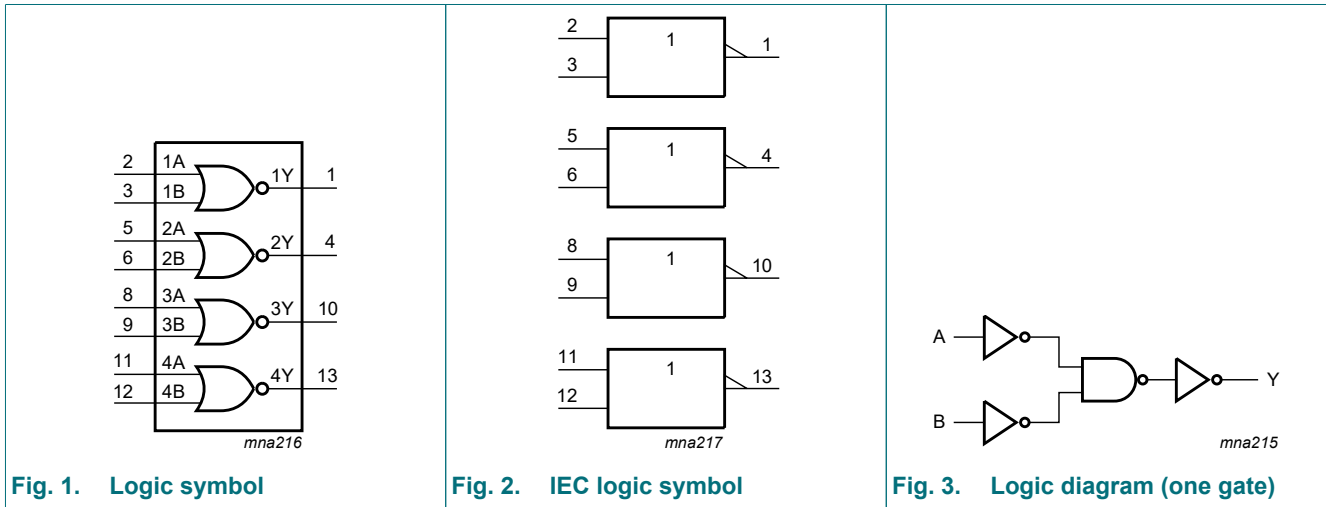 2 1A 1Y 1
3 1B
5 2A 2Y 4
6 2B
8 3A 3Y 10
9 3B
11 4A 4Y 13
12 4B
mna216
Fig. 1. Logic symbol
2 1 1
3
5 1 4
6
8 1 10
9
11 1 13
12
mna217
Fig. 2. IEC logic symbol
A
Y
B
mna215
Fig. 3. Logic diagram (one gate)